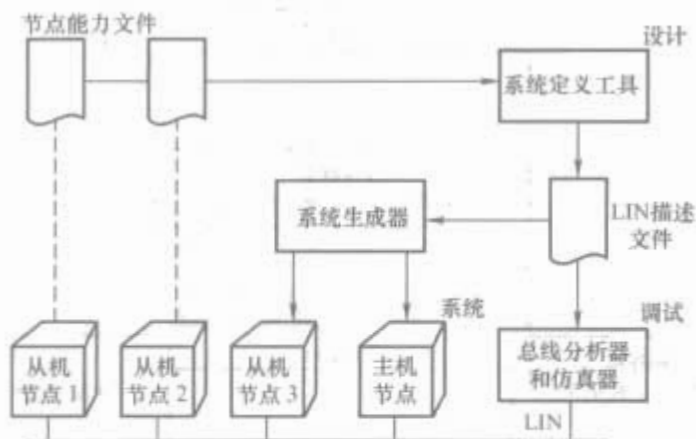 节点能力文件
设计
系统定义工具
系统生成器
LIN描述
文件
系统
调试
从机
节点1
从机
节点2
从机
节点3
主机
节点
总线分析器
和仿真器
LIN